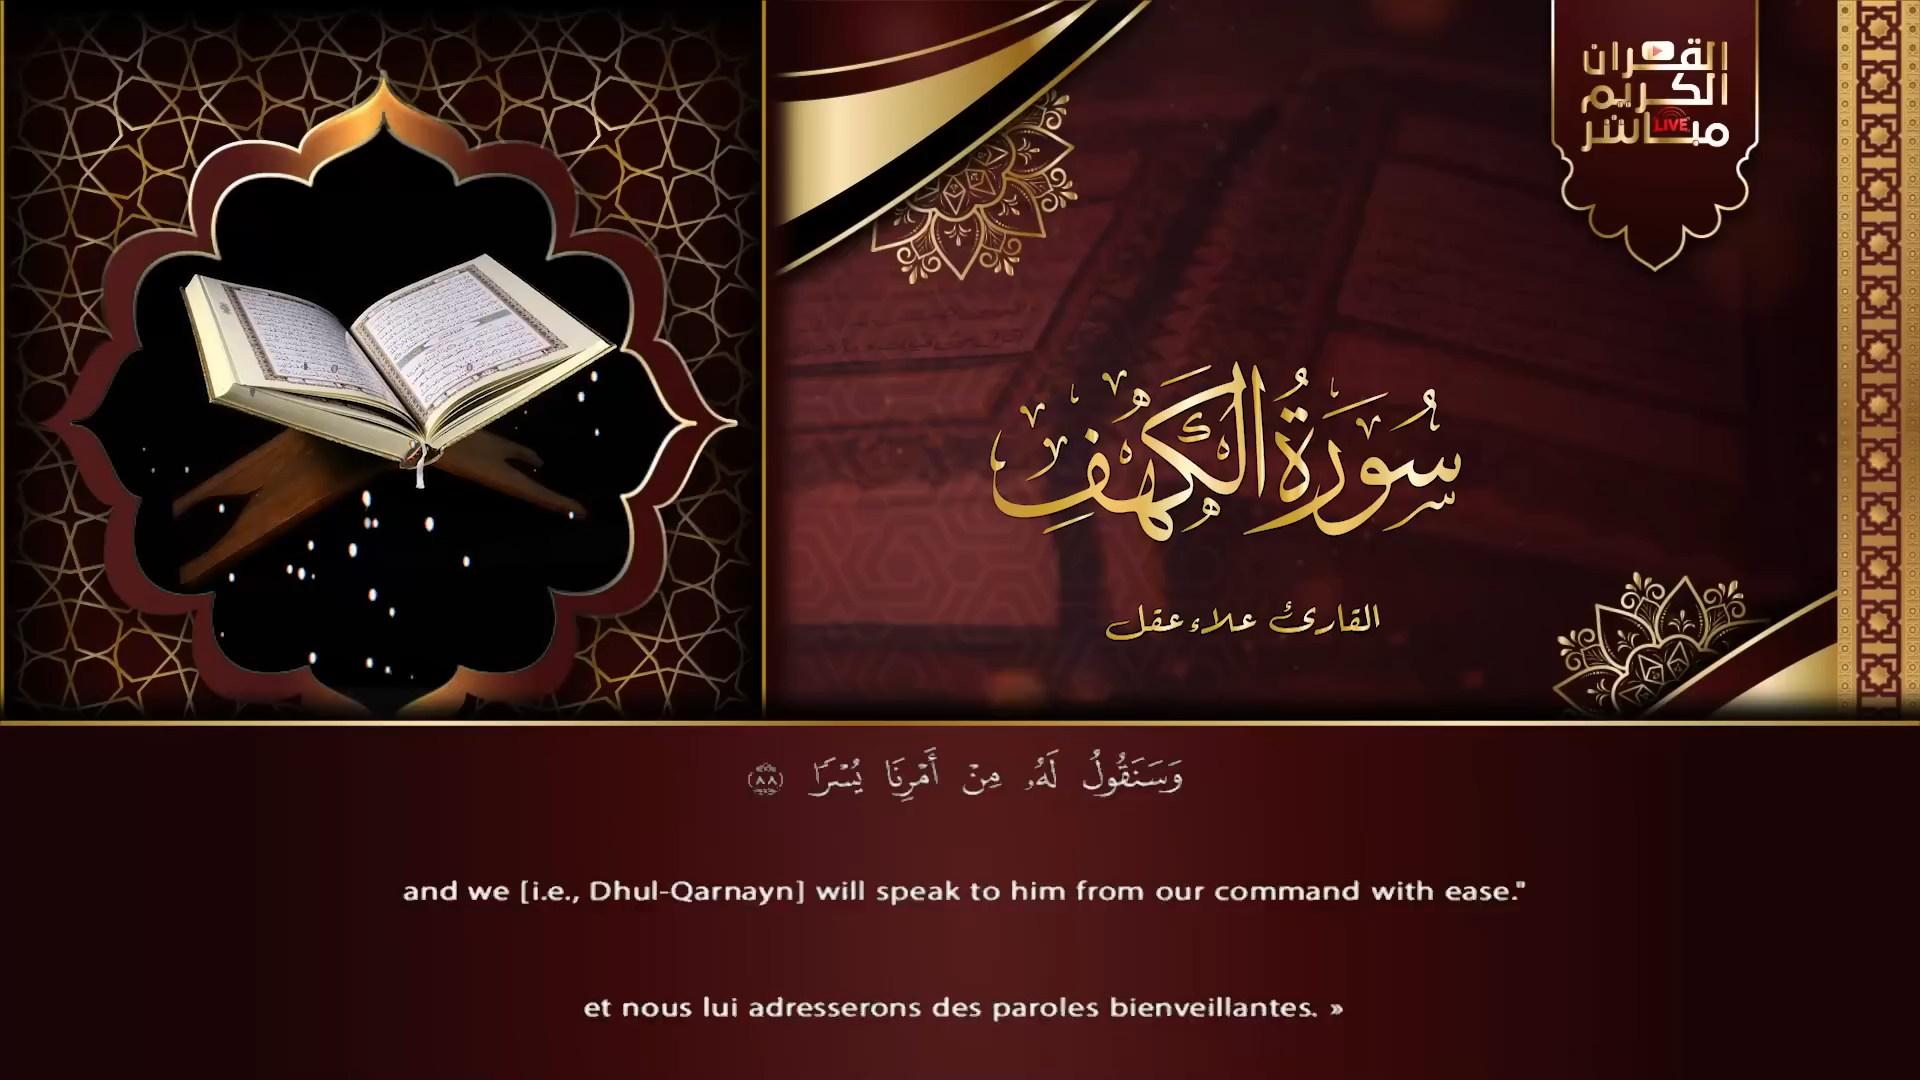 القرآن
الكريم
مباشر
LIVE
سُورَةُ الكَهْفِ
القارئ علاء عقل
وَسَنَقُولُ لَهُۥ مِنْ أَمْرِنَا يُسْرًا ٨٨
and we [i.e., Dhul-Qarnayn] will speak to him from our command with ease."
et nous lui adresserons des paroles bienveillantes. »